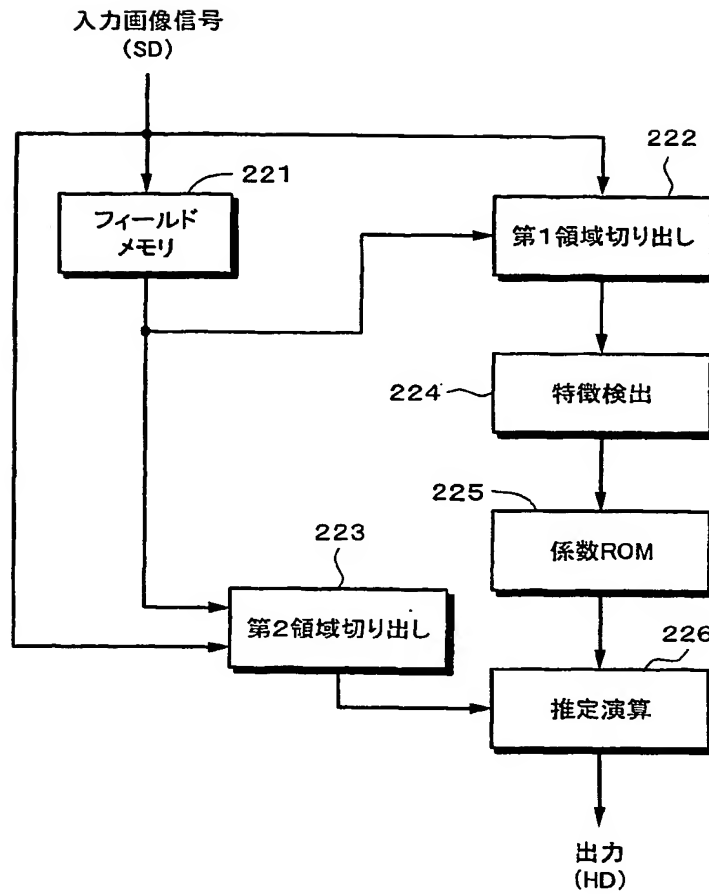 入力画像信号
(SD)
221
フィールド
メモリ
222
第1領域切り出し
224
特徴検出
225
係数ROM
223
第2領域切り出し
226
推定演算
出力
(HD)